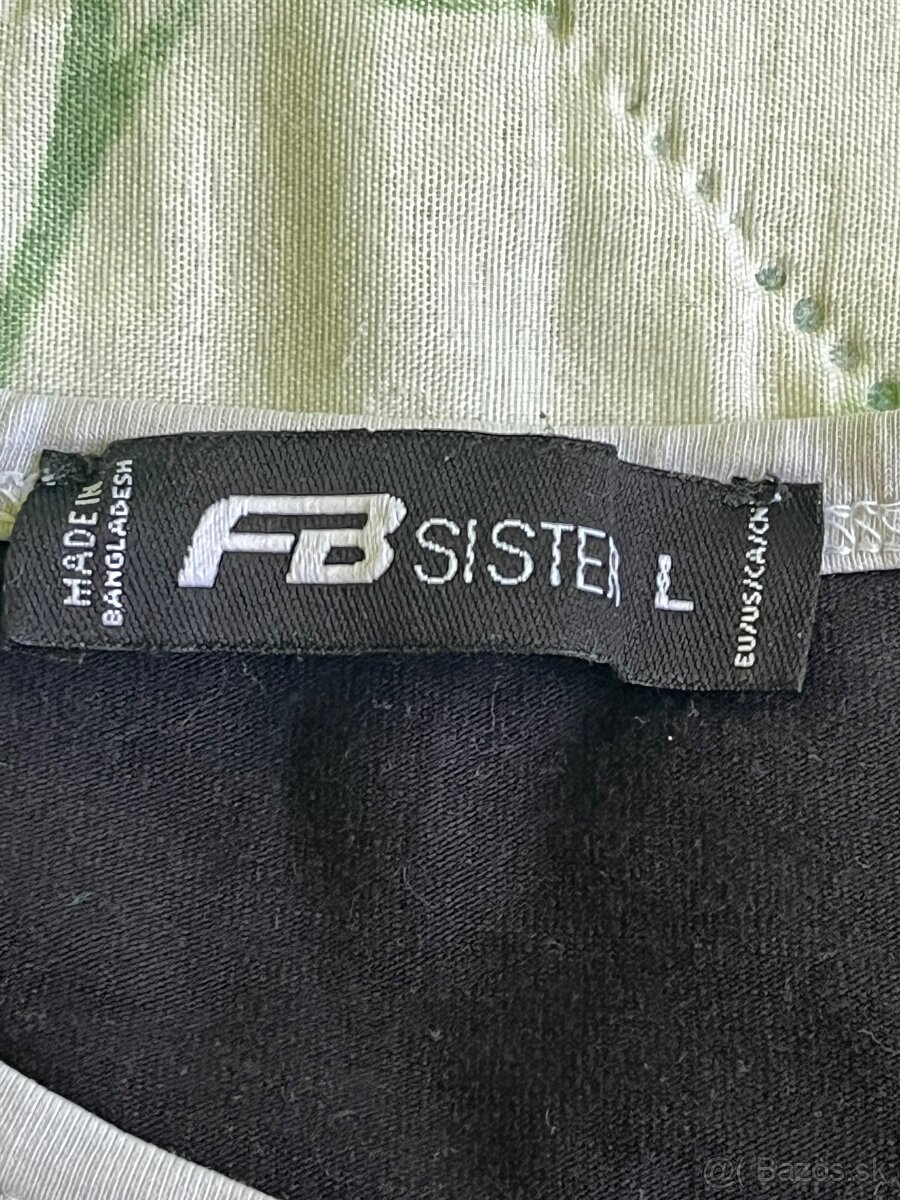 MADE IN
BANGLADESH
FB SISTER
L
EU/US/CA/CN
@ Bazos.sk